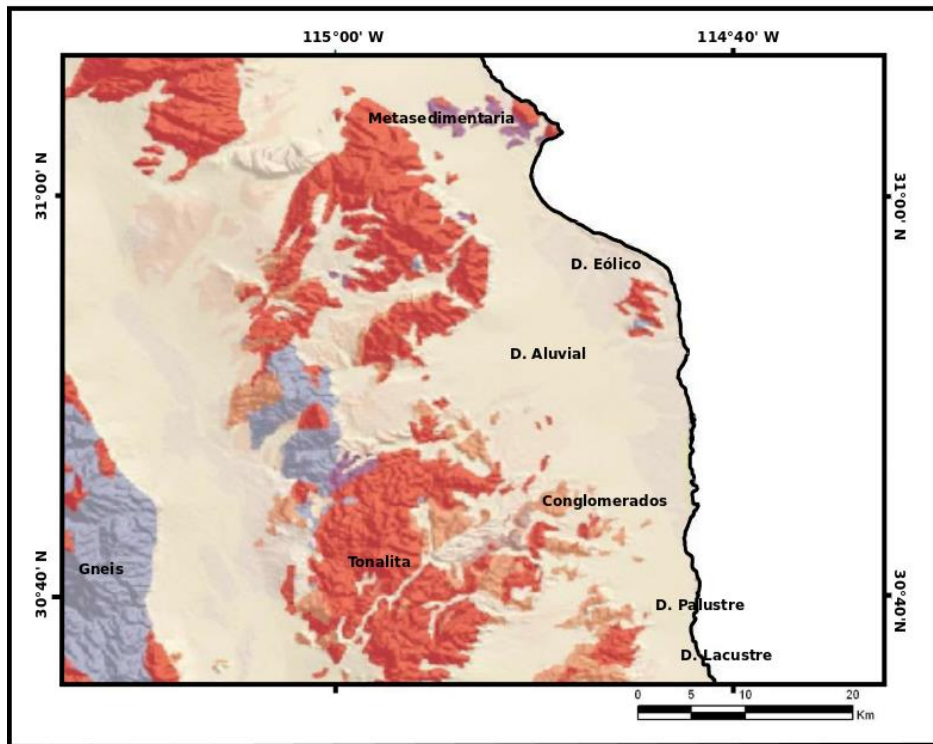 115°00' W
114°40' W
Metasedimentaria
31°00' N
31°00' N
D. Eólico
D. Aluvial
Conglomerados
Tonalita
Gneis
30°40' N
30°40'N
D. Palustre
D. Lacustre
0 5 10 20
Km